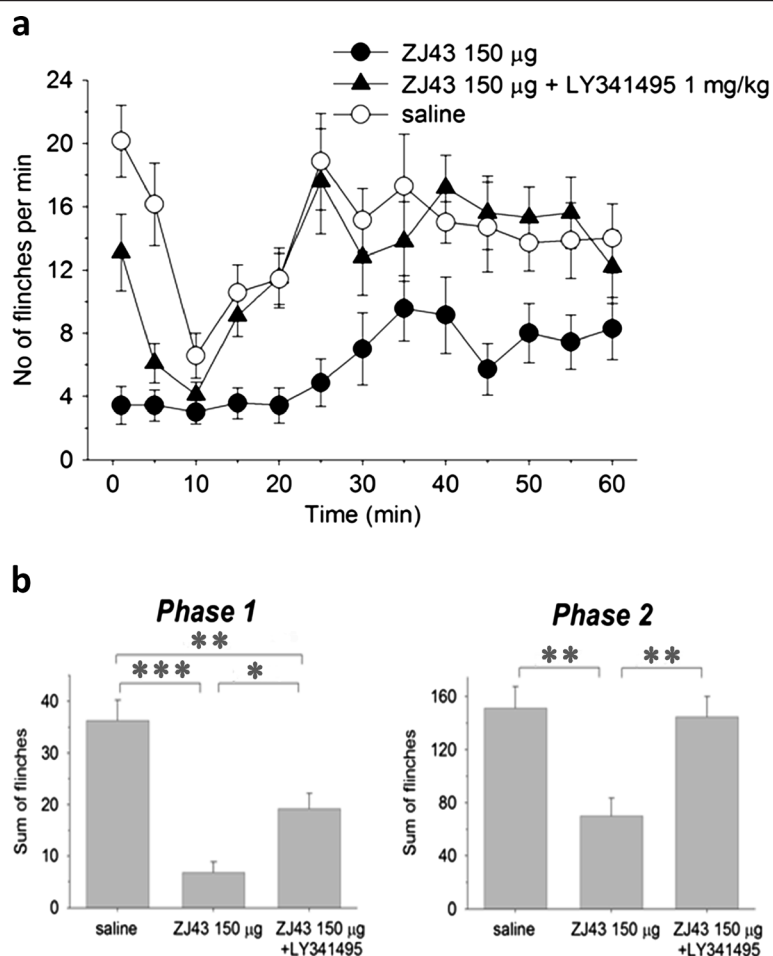 a
ZJ43 150 μg
ZJ43 150 μg + LY341495 1 mg/kg
saline
No of flinches per min
24
20
16
12
8
4
0
0 10 20 30 40 50 60
Time (min)
b
Phase 1
**
*** *
Sum of flinches
40
30
20
10
0
saline ZJ43 150 μg ZJ43 150 μg
+LY341495
Phase 2
** **
Sum of flinches
160
120
80
40
0
saline ZJ43 150 μg ZJ43 150 μg
+LY341495